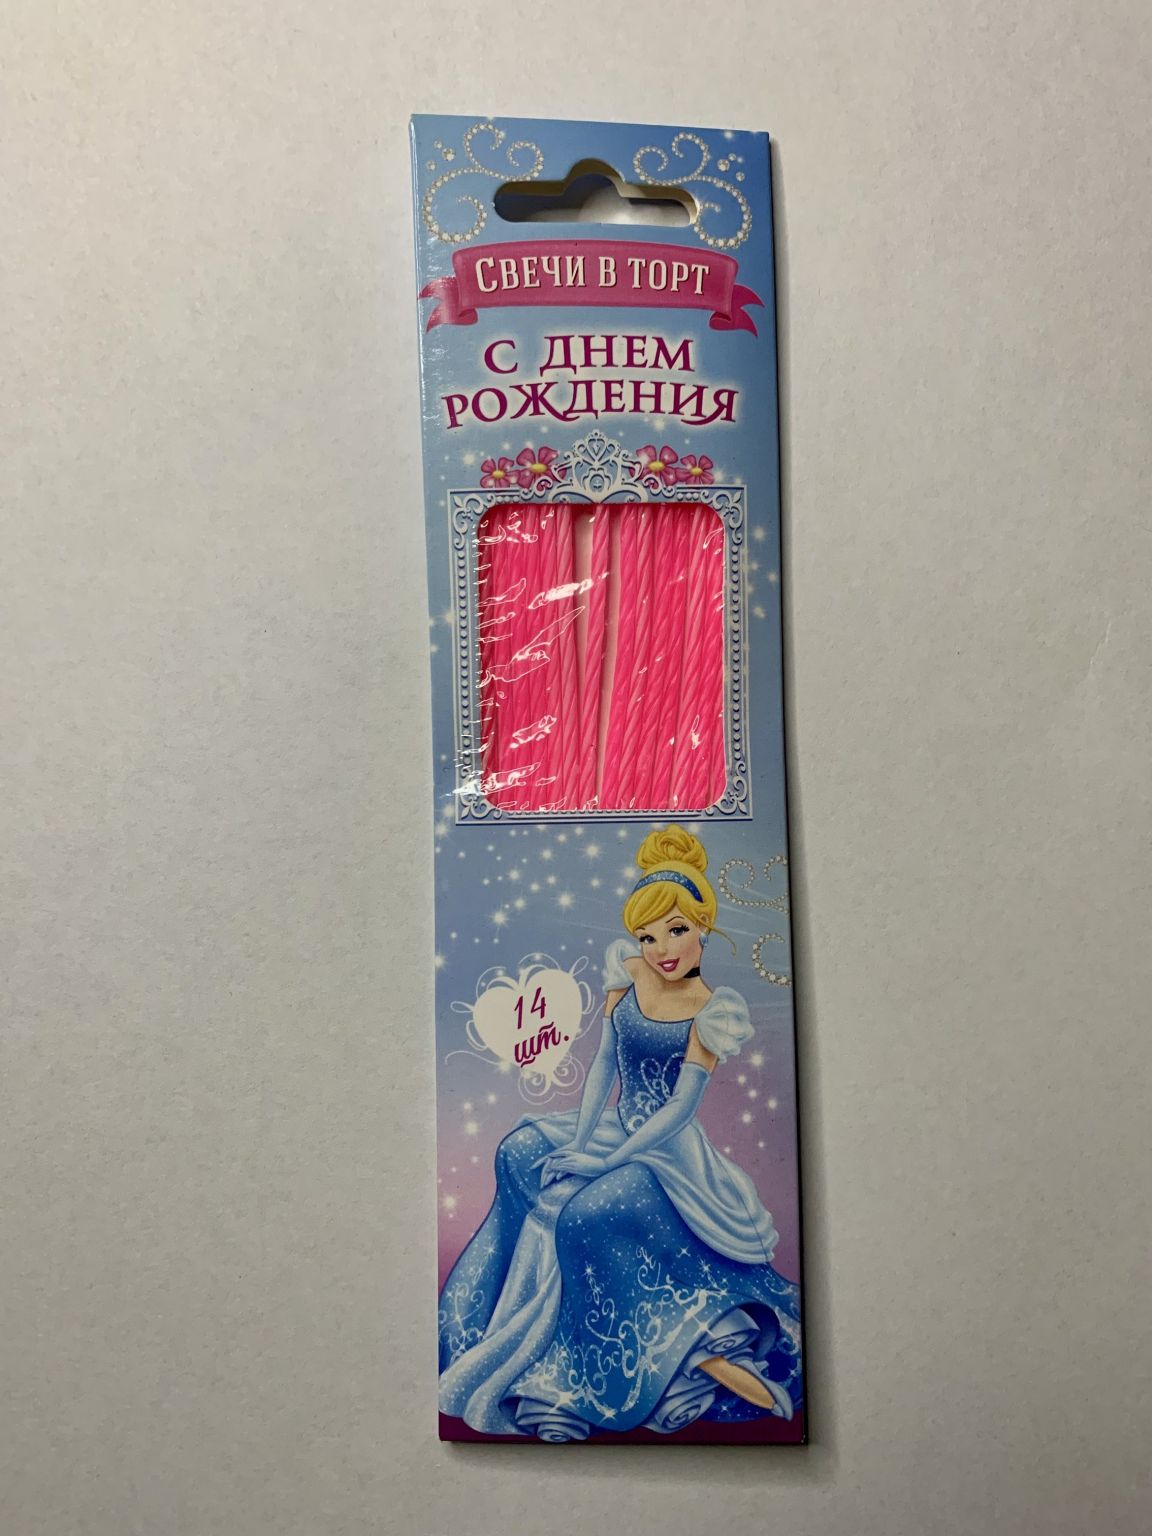 СВЕЧИ В ТОРТ
С ДНЕМ
РОЖДЕНИЯ
14
шт.